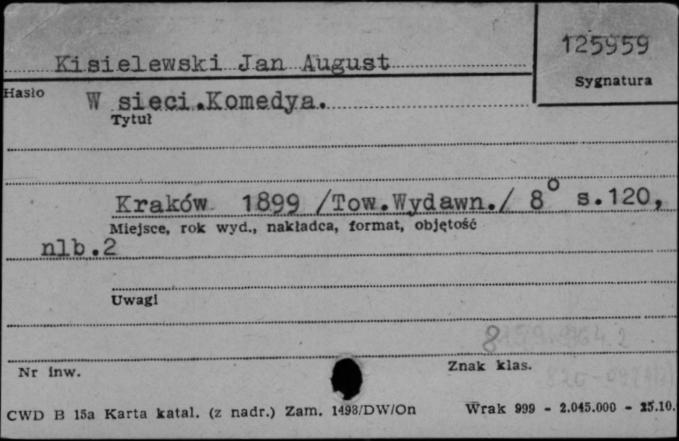 125959
Kisielewski Jan August
Sygnatura
Hasło
W sieci.Komedya.
Tytuł
Kraków 1899 /Tow.Wydawn./ 8° s.120,
Miejsce, rok wyd., nakładca, format, objętość
nlb.2
Uwagi
Nr inw.
Znak klas.
CWD B 15a Karta katal. (z nadr.) Zam. 1498/DW/On Wrak 999 - 2.045.000 - 25.10.